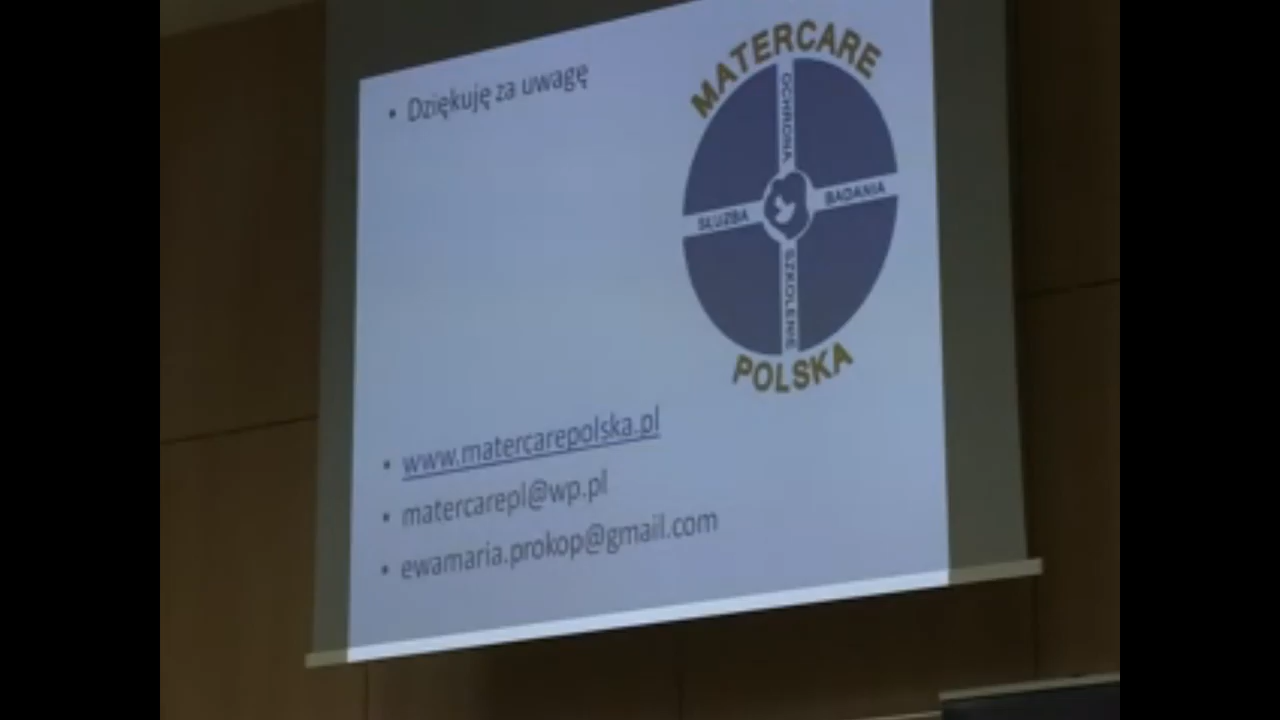 • Dziękuję za uwagę
MATERCARE
OCHRONA
SŁUŻBA
BADANIA
SZKOLENIE
POLSKA
• www.matercarepolska.pl
• matercarepl@wp.pl
• ewamaria.prokop@gmail.com